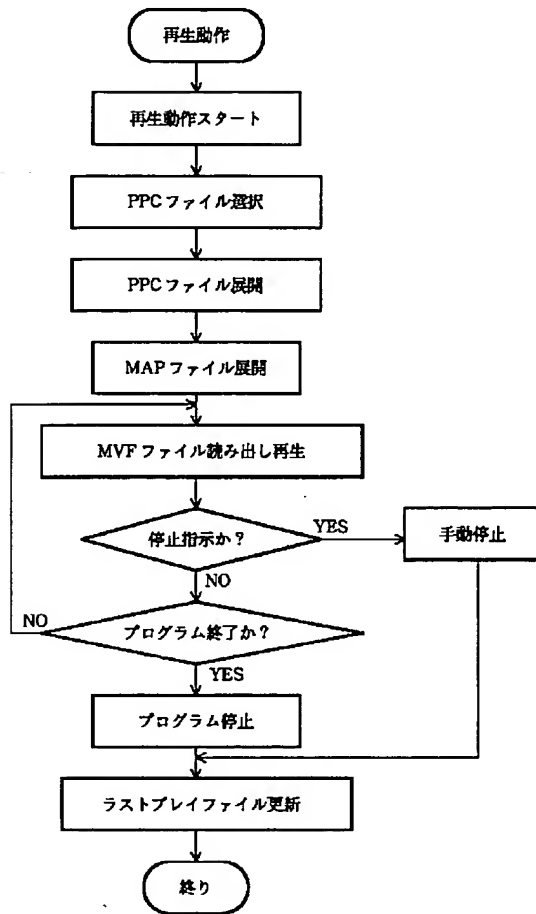 再生動作
再生動作スタート
PPCファイル選択
PPCファイル展開
MAPファイル展開
MVFファイル読み出し再生
停止指示か?
YES
手動停止
NO
プログラム終了か?
NO
YES
プログラム停止
ラストプレイファイル更新
終り